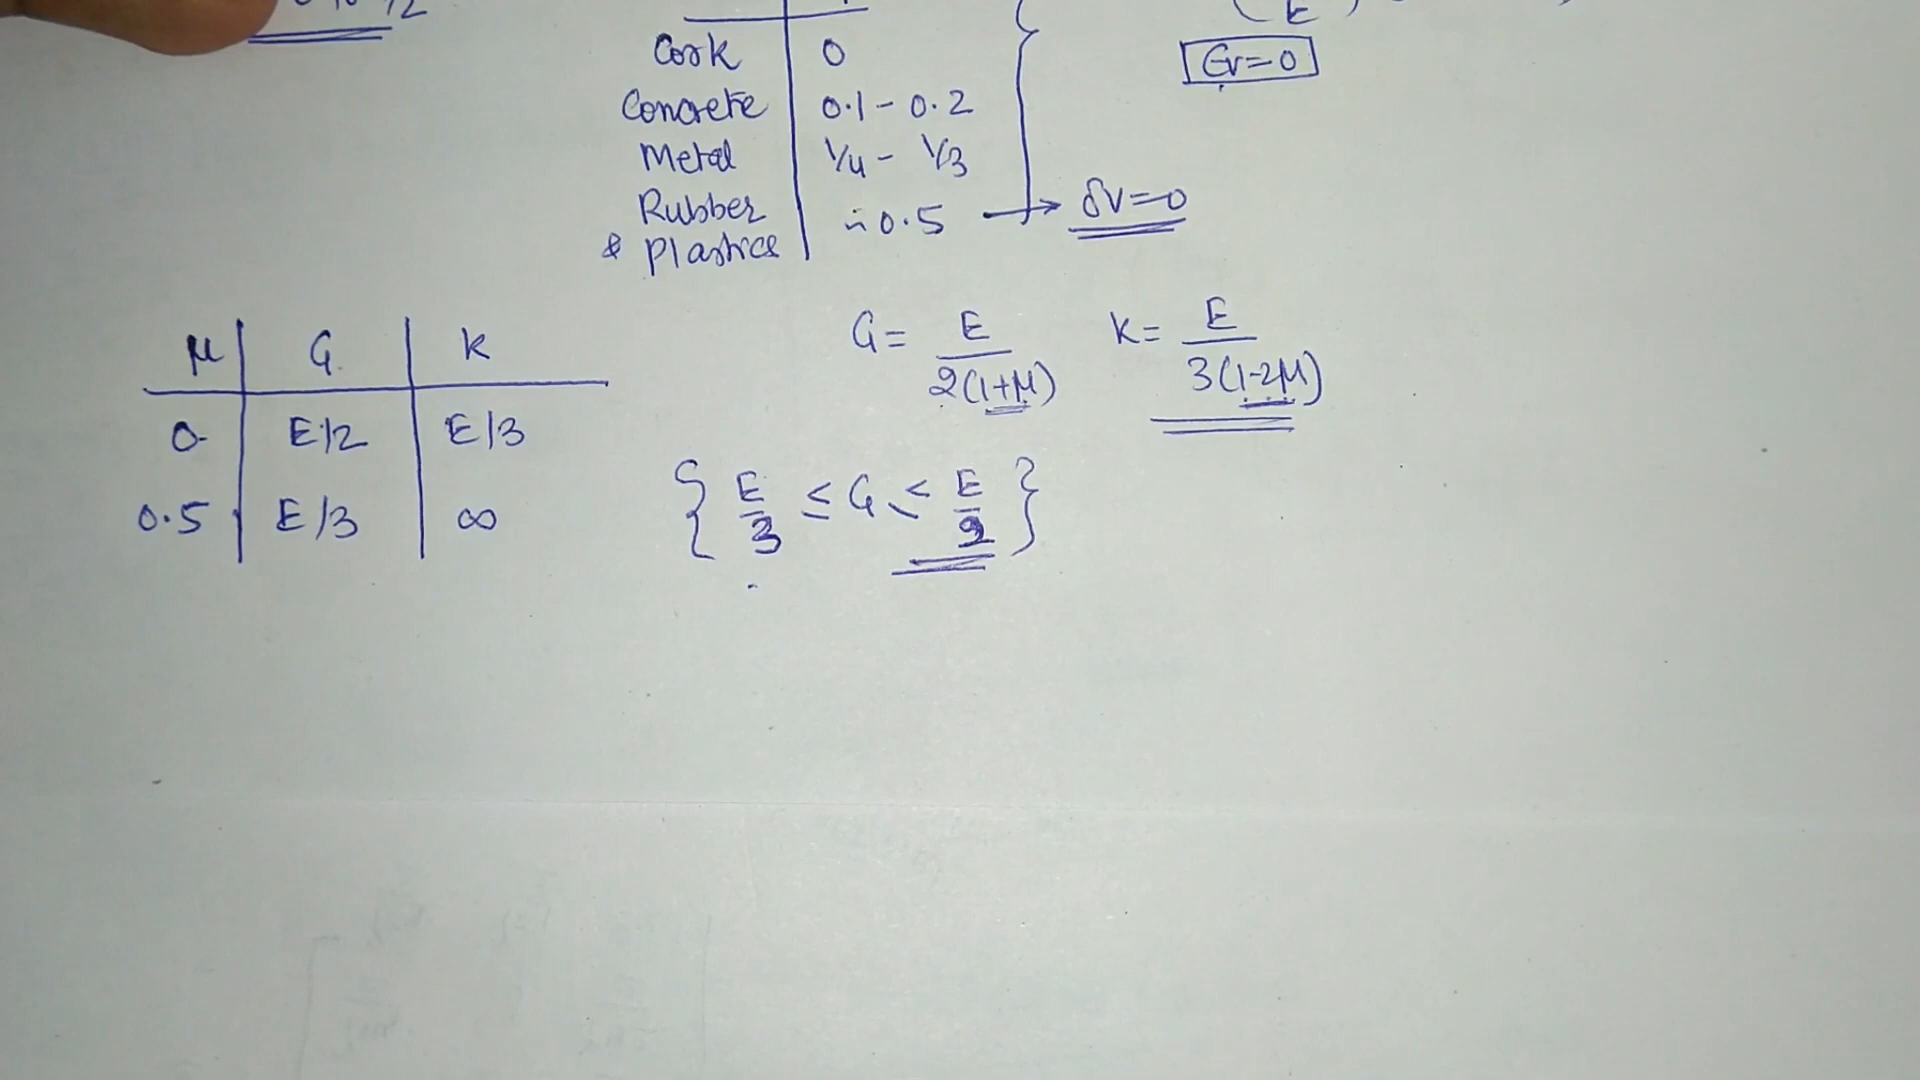 Cork 0
Concrete 0.1 - 0.2
Metal 1/4 - 1/3
Rubber & Plastics ≈ 0.5 → δV=0
Ev=0
μ G K
0 E/2 E/3
0.5 E/3 ∞
G= E/2(1+μ) K= E/3(1-2μ)
{ E/3 ≤ G ≤ E/2 }